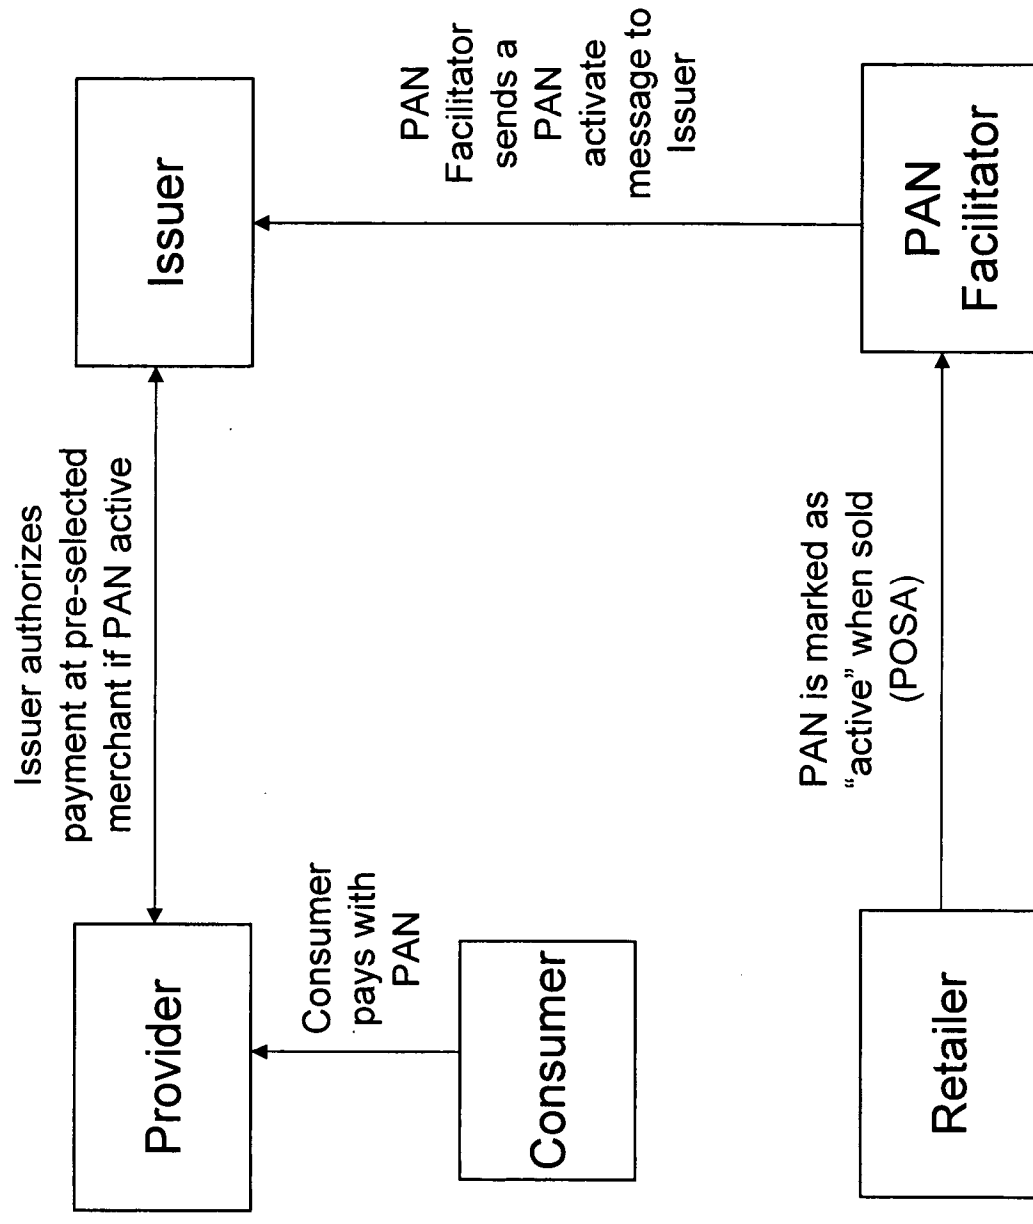 Issuer authorizes
payment at pre-selected
merchant if PAN active
Provider
Issuer
Consumer
pays with
PAN
PAN
Facilitator
sends a
PAN
activate
message to
Issuer
Consumer
PAN is marked as
“active” when sold
(POSA)
Retailer
PAN
Facilitator